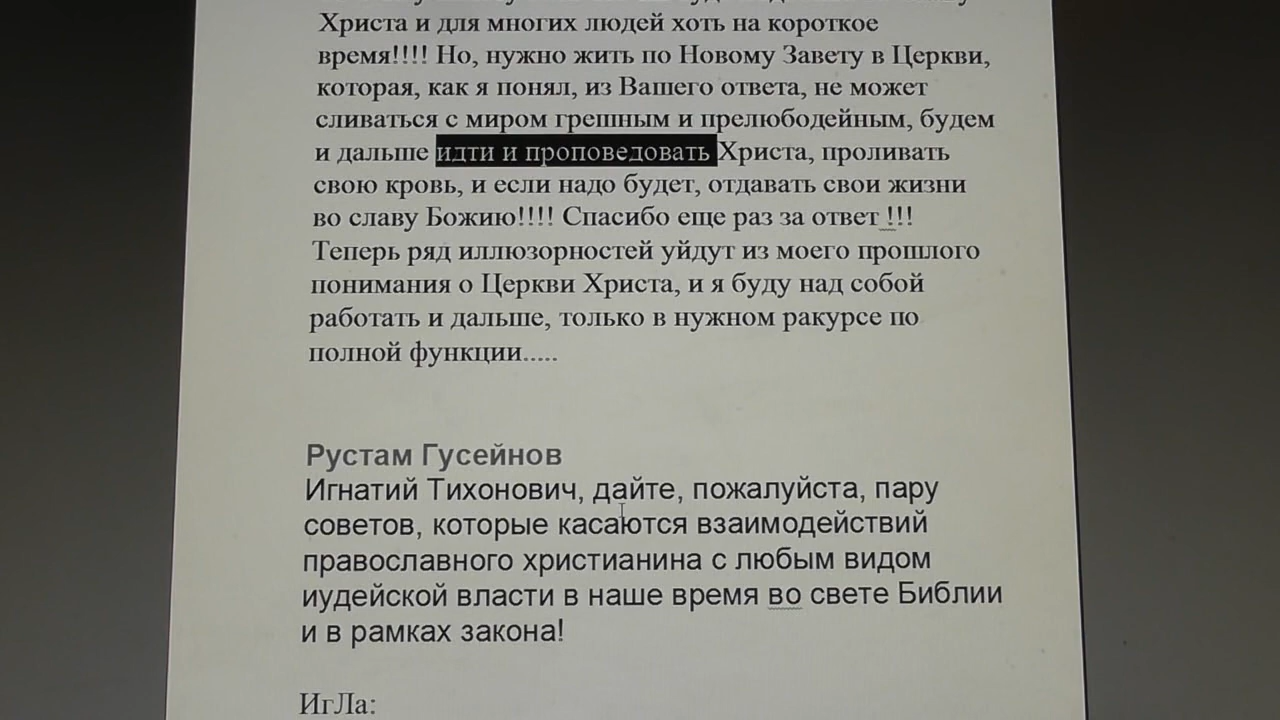 Христа и для многих людей хоть на короткое
время!!!! Но, нужно жить по Новому Завету в Церкви,
которая, как я понял, из Вашего ответа, не может
сливаться с миром грешным и прелюбодейным, будем
и дальше идти и проповедовать Христа, проливать
свою кровь, и если надо будет, отдавать свои жизни
во славу Божию!!!! Спасибо еще раз за ответ !!!
Теперь ряд иллюзорностей уйдут из моего прошлого
понимания о Церкви Христа, и я буду над собой
работать и дальше, только в нужном ракурсе по
полной функции.....
Рустам Гусейнов
Игнатий Тихонович, дайте, пожалуйста, пару
советов, которые касаются взаимодействий
православного христианина с любым видом
иудейской власти в наше время во свете Библии
и в рамках закона!
ИгЛа: